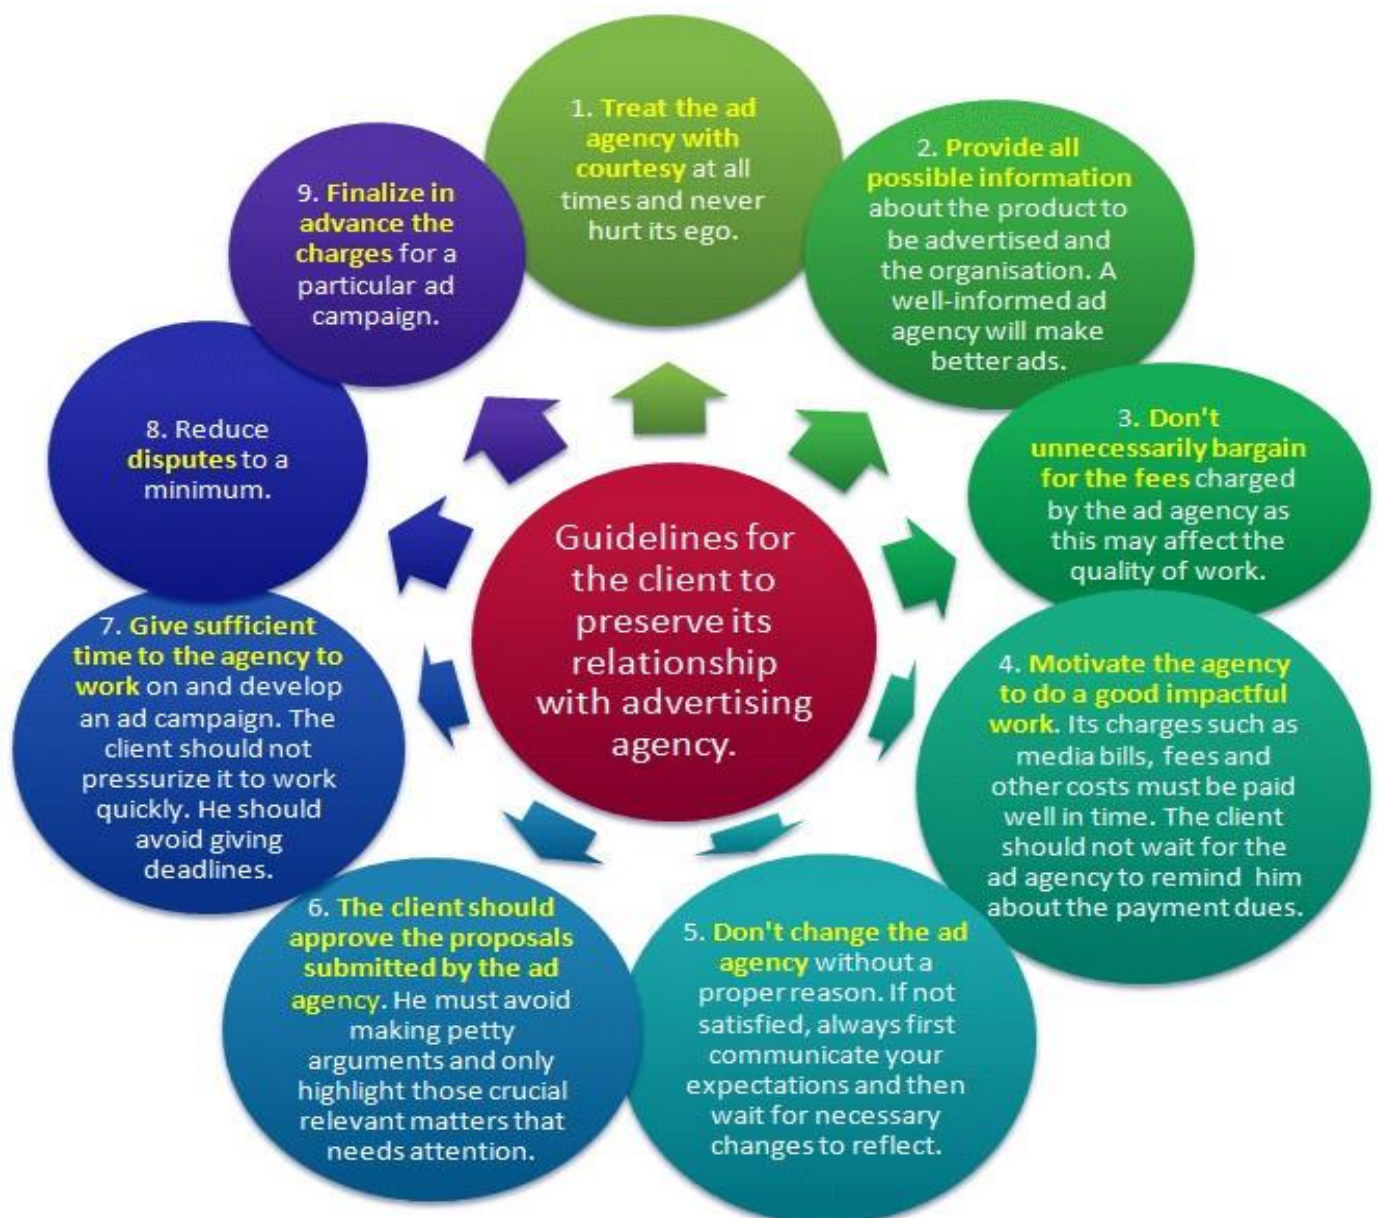 Guidelines for
the client to
preserve its
relationship
with advertising
agency.
1. Treat the ad
agency with
courtesy at all
times and never
hurt its ego.
2. Provide all
possible information
about the product to
be advertised and
the organisation. A
well-informed ad
agency will make
better ads.
3. Don't
unnecessarily bargain
for the fees charged
by the ad agency as
this may affect the
quality of work.
4. Motivate the agency
to do a good impactful
work. Its charges such as
media bills, fees and
other costs must be paid
well in time. The client
should not wait for the
ad agency to remind him
about the payment dues.
5. Don't change the ad
agency without a
proper reason. If not
satisfied, always first
communicate your
expectations and then
wait for necessary
changes to reflect.
6. The client should
approve the proposals
submitted by the ad
agency. He must avoid
making petty
arguments and only
highlight those crucial
relevant matters that
needs attention.
7. Give sufficient
time to the agency to
work on and develop
an ad campaign. The
client should not
pressurize it to work
quickly. He should
avoid giving
deadlines.
8. Reduce
disputes to a
minimum.
9. Finalize in
advance the
charges for a
particular ad
campaign.